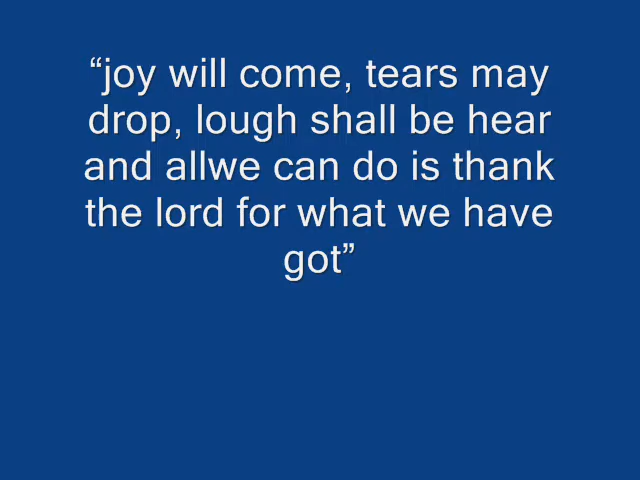 “joy will come, tears may
drop, lough shall be hear
and allwe can do is thank
the lord for what we have
got”